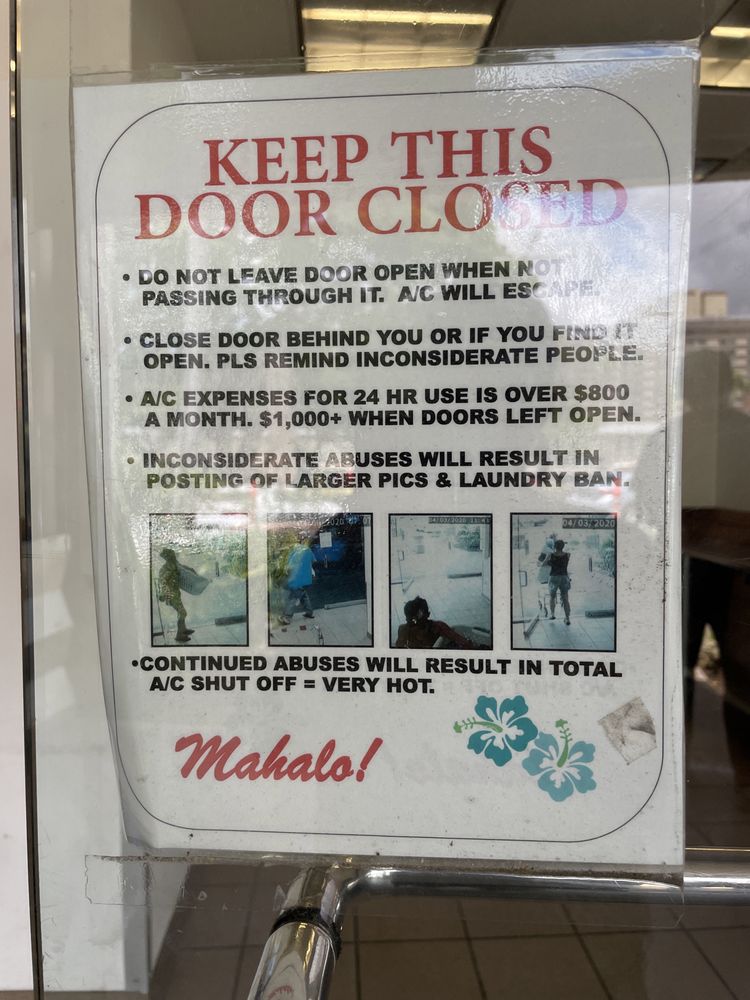 KEEP THIS
DOOR CLOSED
• DO NOT LEAVE DOOR OPEN WHEN NOT
PASSING THROUGH IT. A/C WILL ESCAPE.
• CLOSE DOOR BEHIND YOU OR IF YOU FIND IT
OPEN. PLS REMIND INCONSIDERATE PEOPLE.
• A/C EXPENSES FOR 24 HR USE IS OVER $800
A MONTH. $1,000+ WHEN DOORS LEFT OPEN.
• INCONSIDERATE ABUSES WILL RESULT IN
POSTING OF LARGER PICS & LAUNDRY BAN.
04/03/2020
•CONTINUED ABUSES WILL RESULT IN TOTAL
A/C SHUT OFF = VERY HOT.
Mahalo!